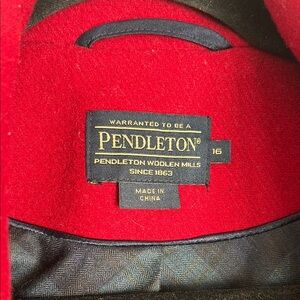 WARRANTED TO BE A
PENDLETON®
16
PENDLETON WOOLEN MILLS
SINCE 1863
MADE IN
CHINA